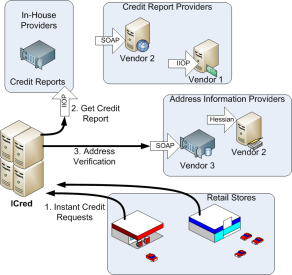 In-House
Providers
Credit Reports
Credit Report Providers
SOAP
Vendor 2
IIOP
Vendor 1
IIOP
2. Get Credit
Report
Address Information Providers
Hessian
3. Address
Verification
SOAP
Vendor 2
Vendor 3
ICred
1. Instant Credit
Requests
Retail Stores